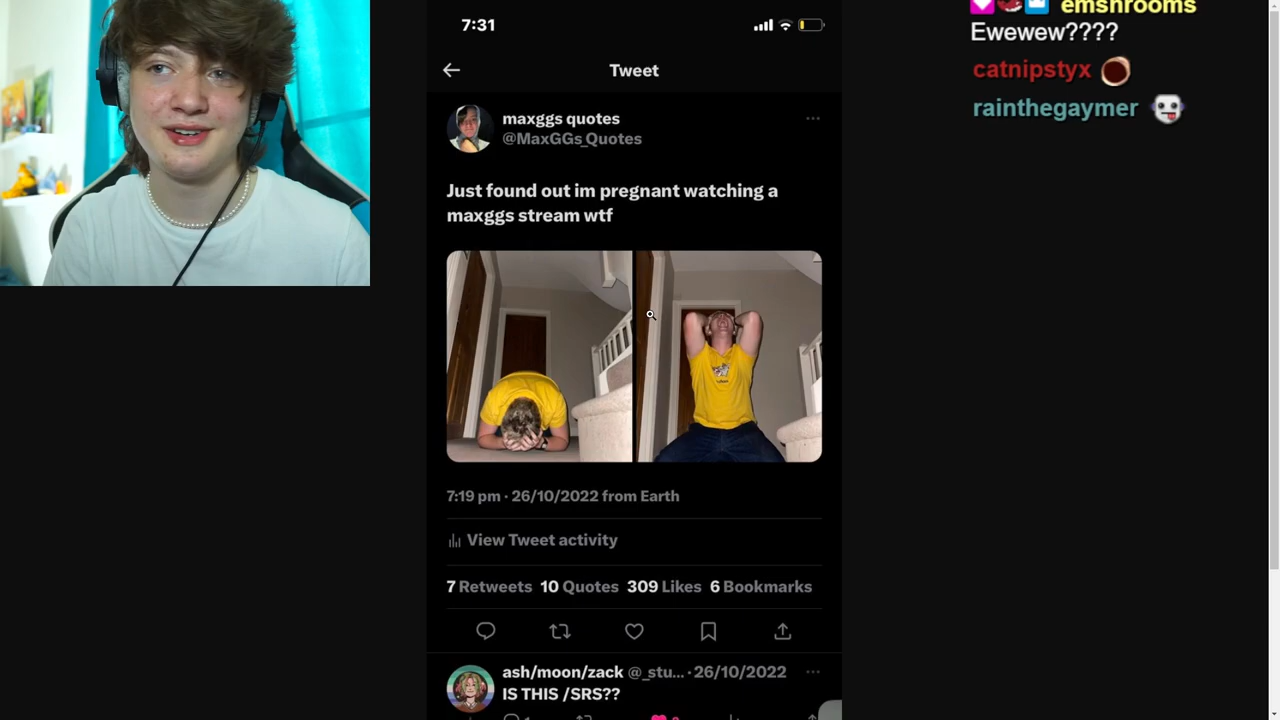 7:31
Tweet
maxggs quotes
@MaxGGs_Quotes
Just found out im pregnant watching a
maxggs stream wtf
7:19 pm · 26/10/2022 from Earth
View Tweet activity
7 Retweets 10 Quotes 309 Likes 6 Bookmarks
ash/moon/zack @_stu... · 26/10/2022
IS THIS /SRS??
emshrooms
Ewewew????
catnipstyx
rainthegaymer